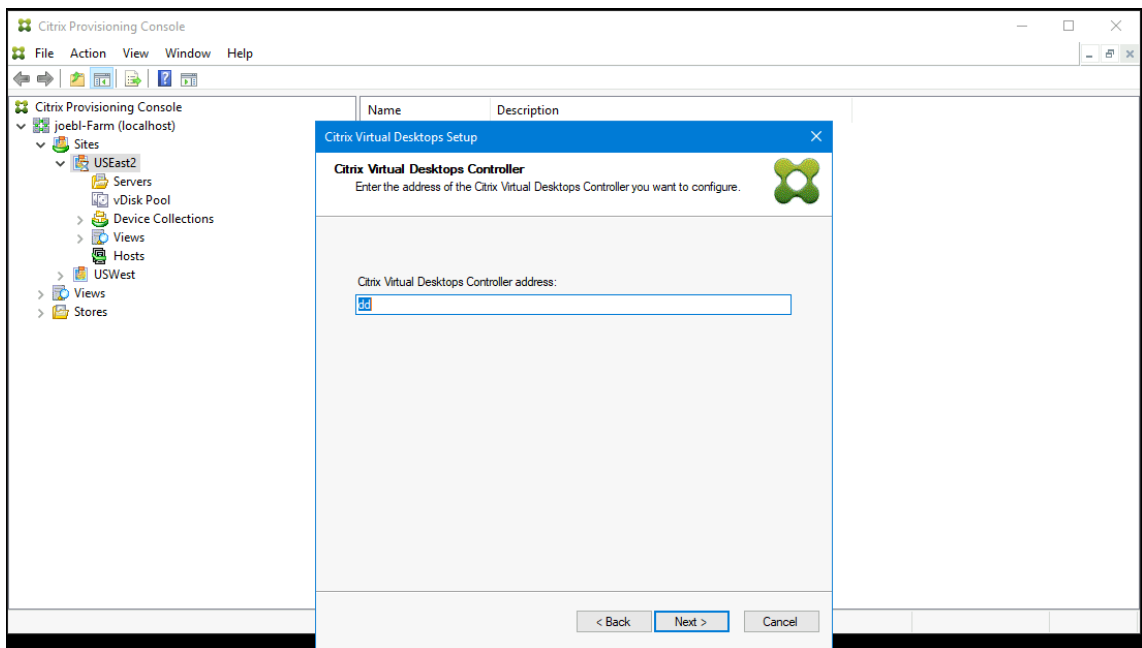 Citrix Provisioning Console
File Action View Window Help
Citrix Provisioning Console
joebl-Farm (localhost)
Sites
USEast2
Servers
vDisk Pool
Device Collections
Views
Hosts
USWest
Views
Stores
Name Description
Citrix Virtual Desktops Setup
Citrix Virtual Desktops Controller
Enter the address of the Citrix Virtual Desktops Controller you want to configure.
Citrix Virtual Desktops Controller address:
dd
< Back Next > Cancel